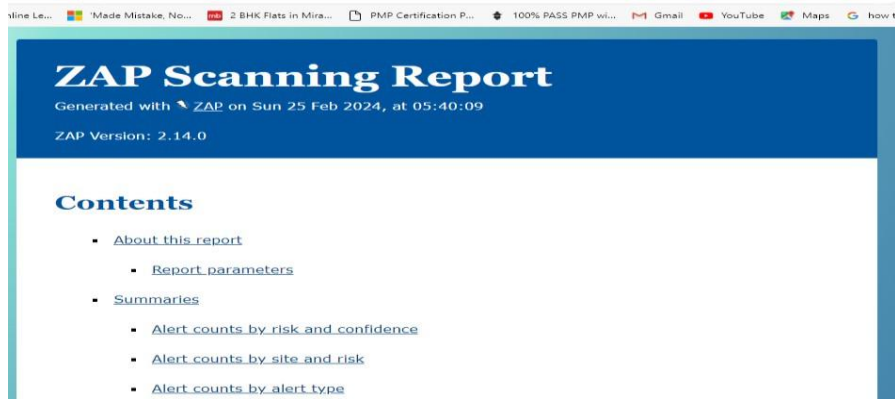 nline Le... 'Made Mistake, No... mb 2 BHK Flats in Mira... PMP Certification P... 100% PASS PMP wi... Gmail YouTube Maps how t
ZAP Scanning Report
Generated with ZAP on Sun 25 Feb 2024, at 05:40:09
ZAP Version: 2.14.0
Contents
About this report
Report parameters
Summaries
Alert counts by risk and confidence
Alert counts by site and risk
Alert counts by alert type